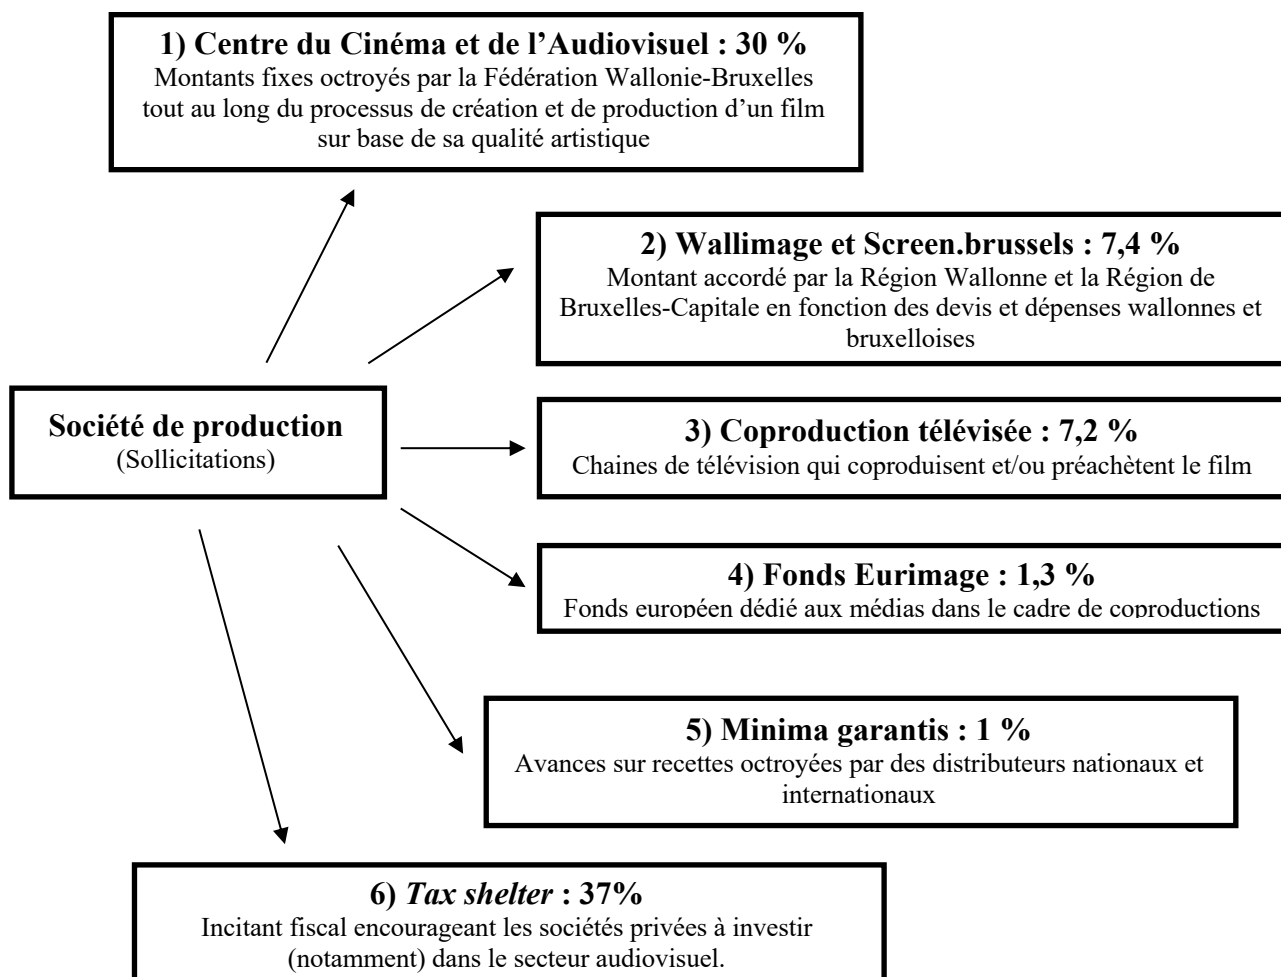 1) Centre du Cinéma et de l’Audiovisuel : 30 %
Montants fixes octroyés par la Fédération Wallonie-Bruxelles
tout au long du processus de création et de production d’un film
sur base de sa qualité artistique
2) Wallimage et Screen.brussels : 7,4 %
Montant accordé par la Région Wallonne et la Région de
Bruxelles-Capitale en fonction des devis et dépenses wallonnes et
bruxelloises
Société de production
(Sollicitations)
3) Coproduction télévisée : 7,2 %
Chaines de télévision qui coproduisent et/ou préachètent le film
4) Fonds Eurimage : 1,3 %
Fonds européen dédié aux médias dans le cadre de coproductions
5) Minima garantis : 1 %
Avances sur recettes octroyées par des distributeurs nationaux et
internationaux
6) Tax shelter : 37%
Incitant fiscal encourageant les sociétés privées à investir
(notamment) dans le secteur audiovisuel.